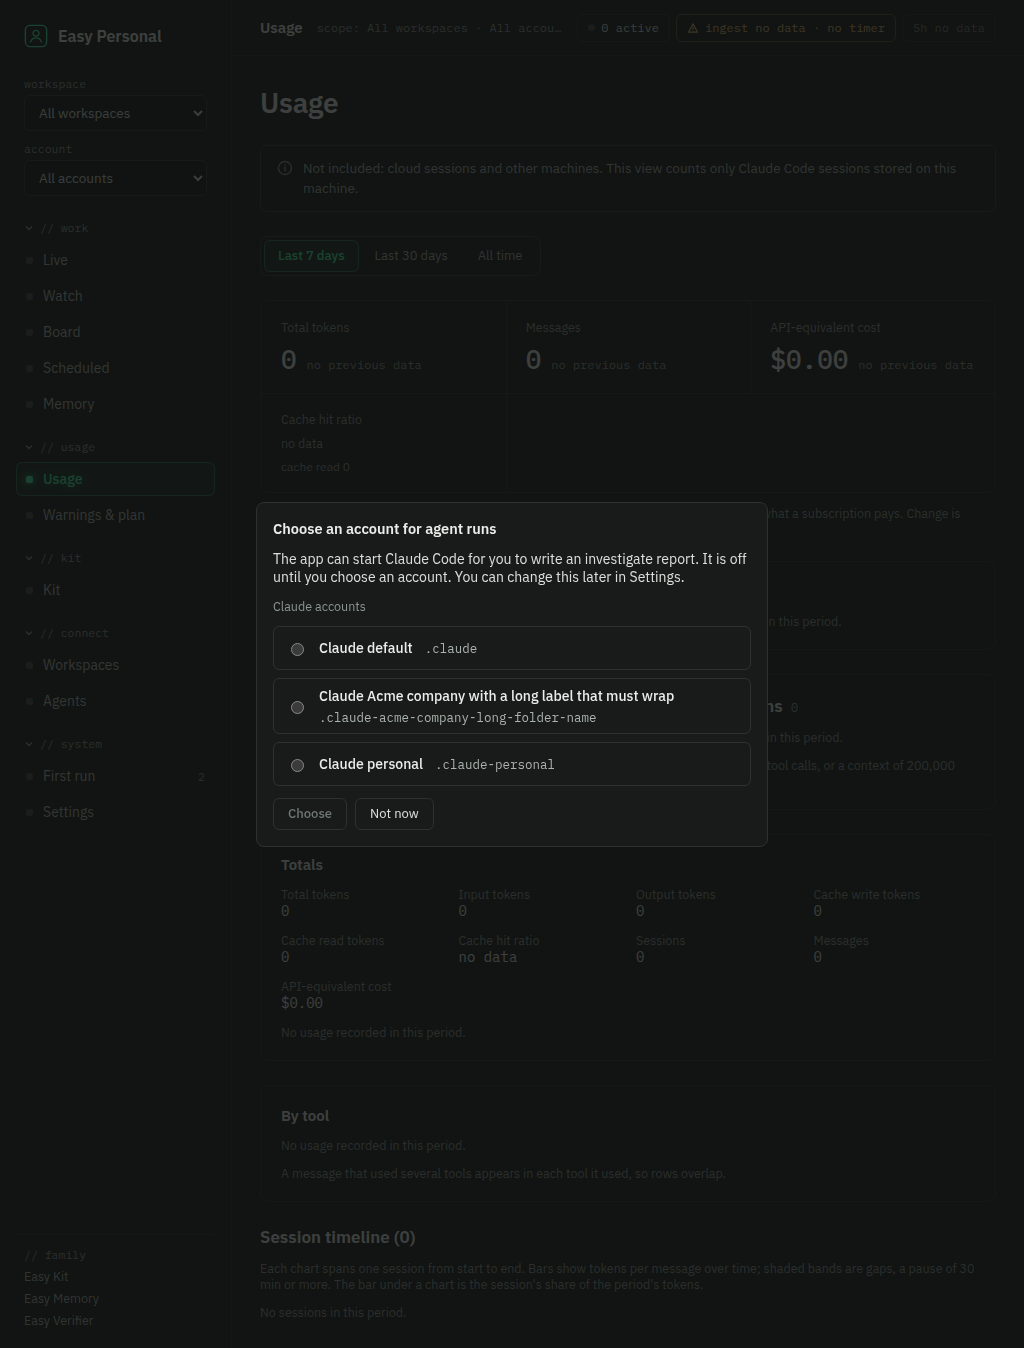 Easy Personal
workspace
All workspaces
account
All accounts
// work
Live
Watch
Board
Scheduled
Memory
// usage
Usage
Warnings & plan
// kit
Kit
// connect
Workspaces
Agents
// system
First run 2
Settings
// family
Easy Kit
Easy Memory
Easy Verifier
Usage scope: All workspaces · All accou… 0 active ingest no data · no timer 5h no data
Usage
Not included: cloud sessions and other machines. This view counts only Claude Code sessions stored on this
machine.
Last 7 days Last 30 days All time
Total tokens
0 no previous data
Messages
0 no previous data
API-equivalent cost
$0.00 no previous data
Cache hit ratio
no data
cache read 0
what a subscription pays. Change is
n this period.
ns 0
in this period.
tool calls, or a context of 200,000
Choose an account for agent runs
The app can start Claude Code for you to write an investigate report. It is off
until you choose an account. You can change this later in Settings.
Claude accounts
Claude default .claude
Claude Acme company with a long label that must wrap
.claude-acme-company-long-folder-name
Claude personal .claude-personal
Choose Not now
Totals
Total tokens
0
Input tokens
0
Output tokens
0
Cache write tokens
0
Cache read tokens
0
Cache hit ratio
no data
Sessions
0
Messages
0
API-equivalent cost
$0.00
No usage recorded in this period.
By tool
No usage recorded in this period.
A message that used several tools appears in each tool it used, so rows overlap.
Session timeline (0)
Each chart spans one session from start to end. Bars show tokens per message over time; shaded bands are gaps, a pause of 30
min or more. The bar under a chart is the session's share of the period's tokens.
No sessions in this period.